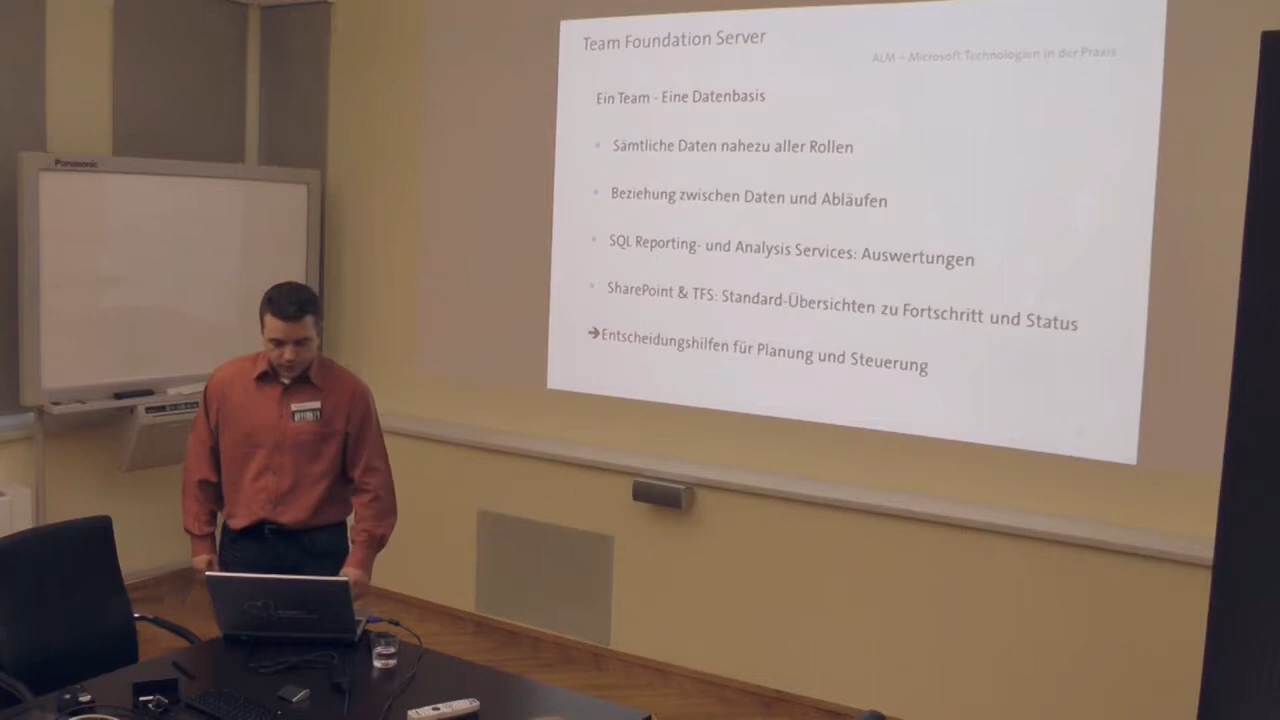 Team Foundation Server
ALM – Microsoft Technologien in der Praxis
Ein Team - Eine Datenbasis
Sämtliche Daten nahezu aller Rollen
Beziehung zwischen Daten und Abläufen
SQL Reporting- und Analysis Services: Auswertungen
SharePoint & TFS: Standard-Übersichten zu Fortschritt und Status
➔Entscheidungshilfen für Planung und Steuerung
Panasonic